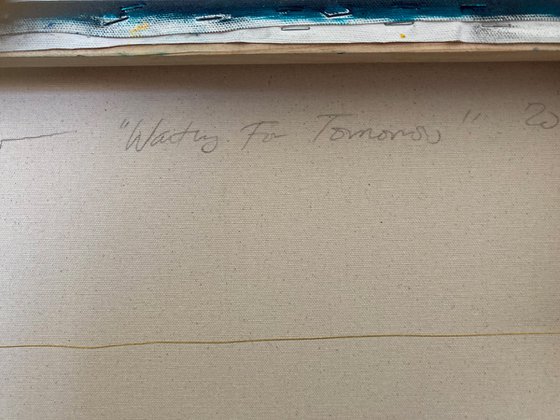 "Waiting For Tomorrow" 20